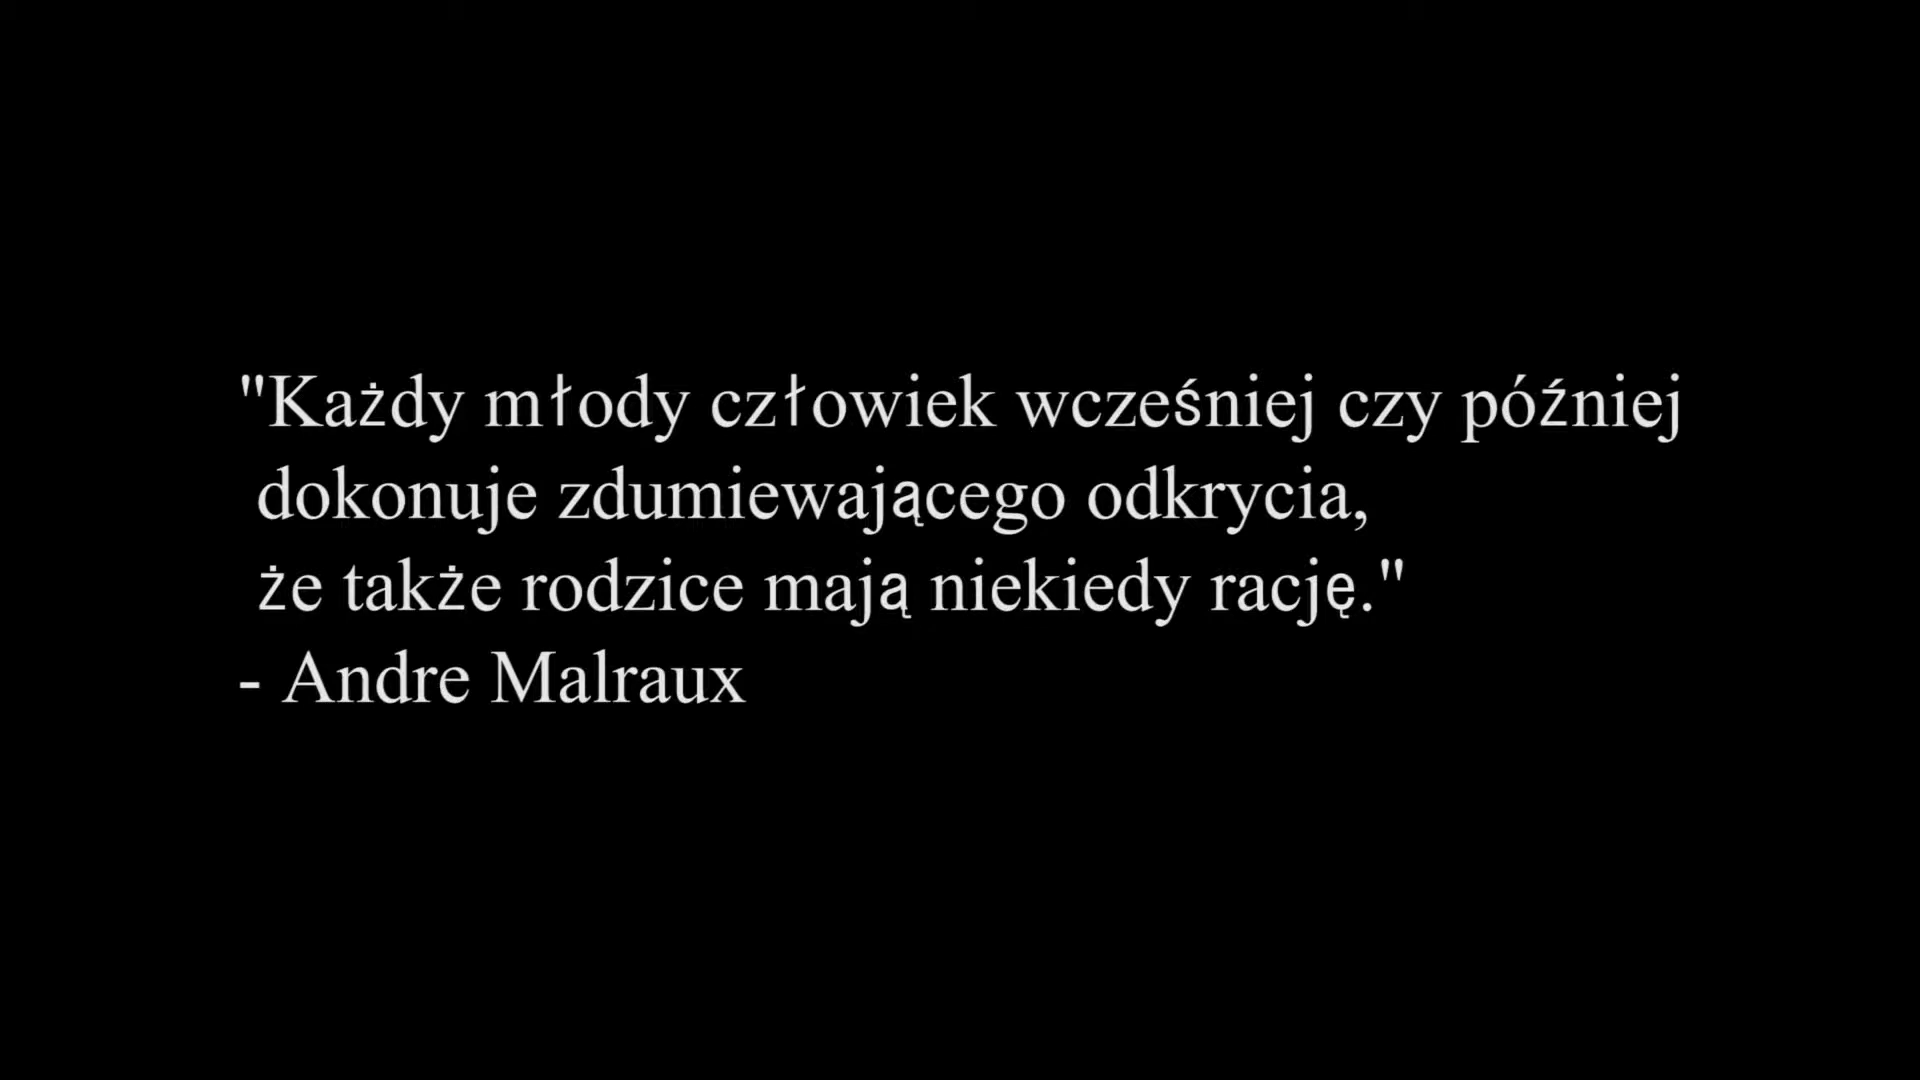 "Każdy młody człowiek wcześniej czy później
dokonuje zdumiewającego odkrycia,
że także rodzice mają niekiedy rację."
- Andre Malraux